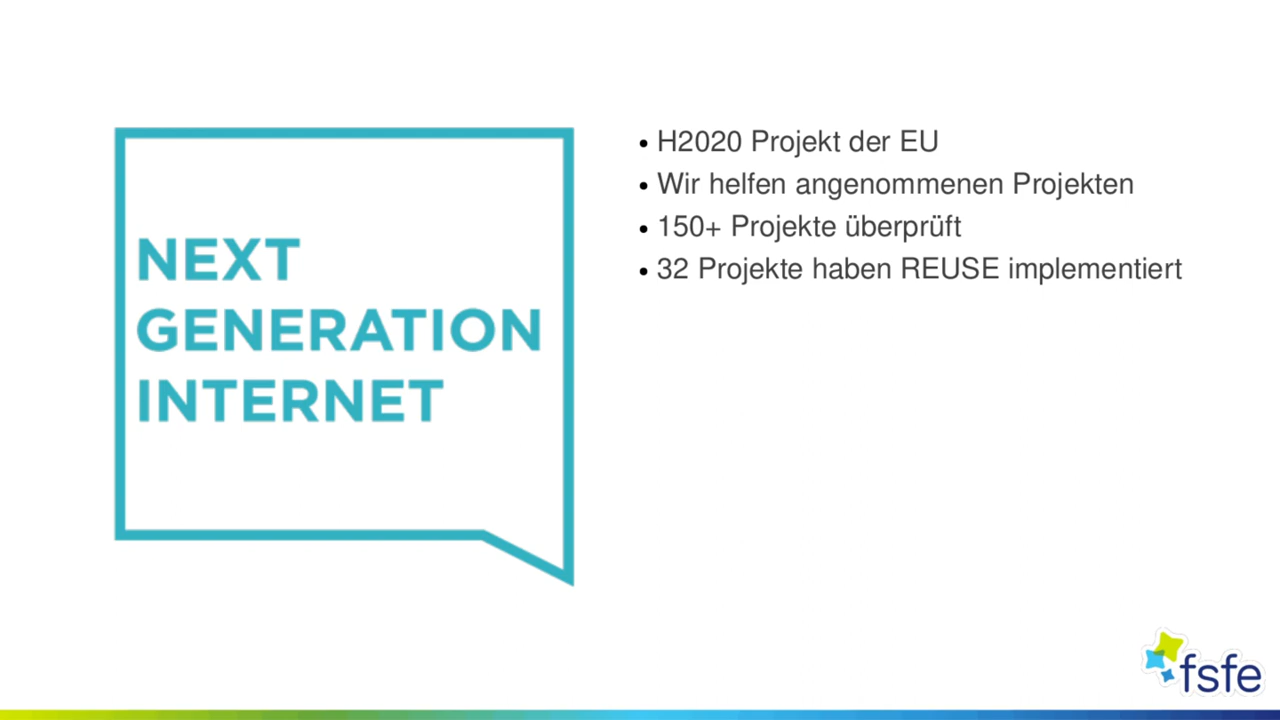 NEXT
GENERATION
INTERNET
• H2020 Projekt der EU
• Wir helfen angenommenen Projekten
• 150+ Projekte überprüft
• 32 Projekte haben REUSE implementiert
fsfe